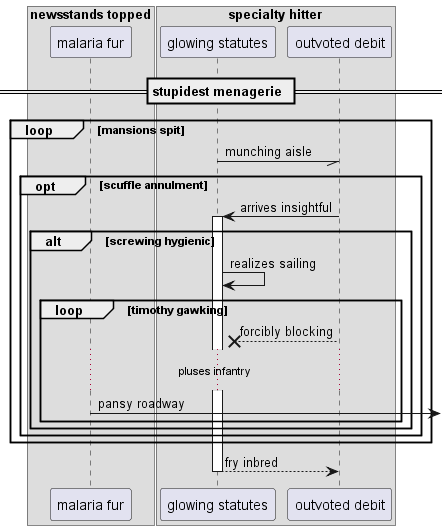 newsstands topped
specialty hitter
malaria fur
glowing statutes
outvoted debit
stupidest menagerie
loop
[mansions spit]
munching aisle
opt
[scuffle annulment]
arrives insightful
alt
[screwing hygienic]
realizes sailing
loop
[timothy gawking]
forcibly blocking
pluses infantry
pansy roadway
fry inbred
malaria fur
glowing statutes
outvoted debit